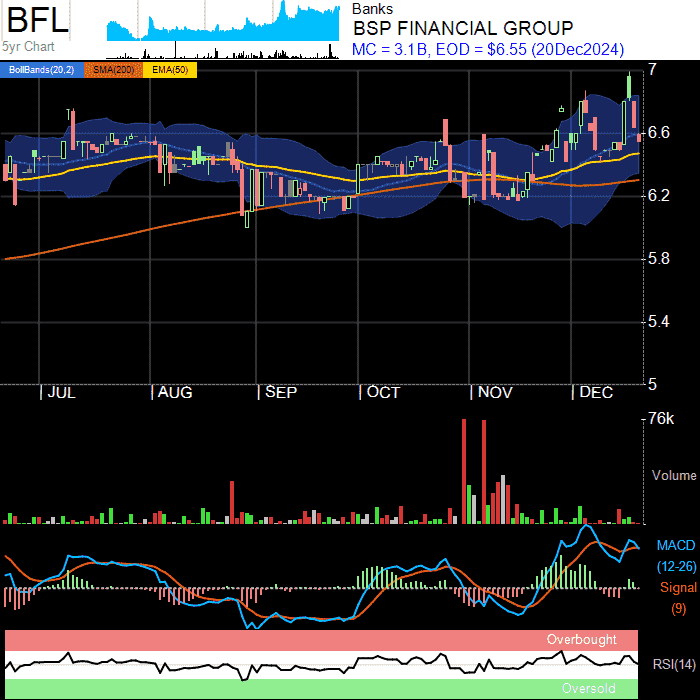 BFL
5yr Chart
Banks
BSP FINANCIAL GROUP
MC = 3.1B, EOD = $6.55 (20Dec2024)
BollBands(20,2) SMA(200) EMA(50)
7
6.6
6.2
5.8
5.4
5
JUL AUG SEP OCT NOV DEC
76k
Volume
MACD
(12-26)
Signal
(9)
Overbought
RSI(14)
Oversold